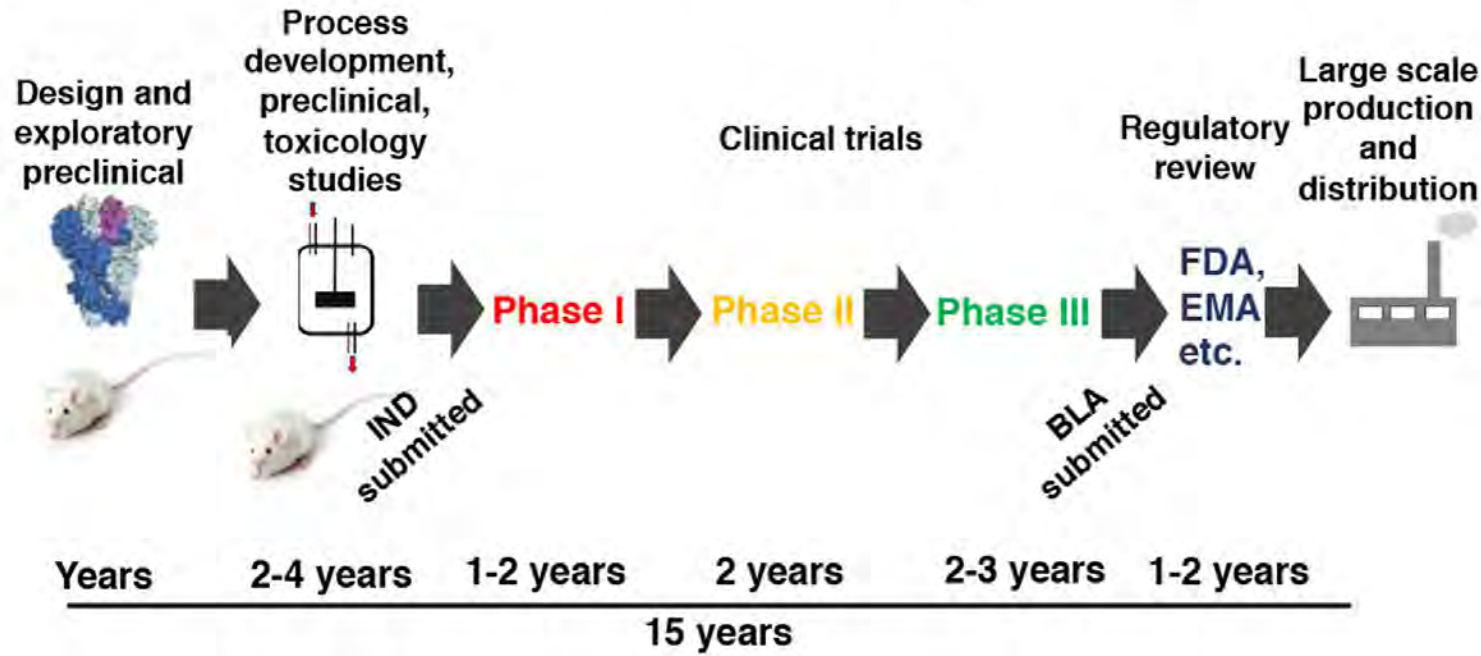 Design and
exploratory
preclinical
Process
development,
preclinical,
toxicology
studies
Clinical trials
Regulatory
review
Large scale
production
and
distribution
Phase I
Phase II
Phase III
FDA,
EMA
etc.
IND
submitted
BLA
submitted
Years
2-4 years
1-2 years
2 years
2-3 years
1-2 years
15 years